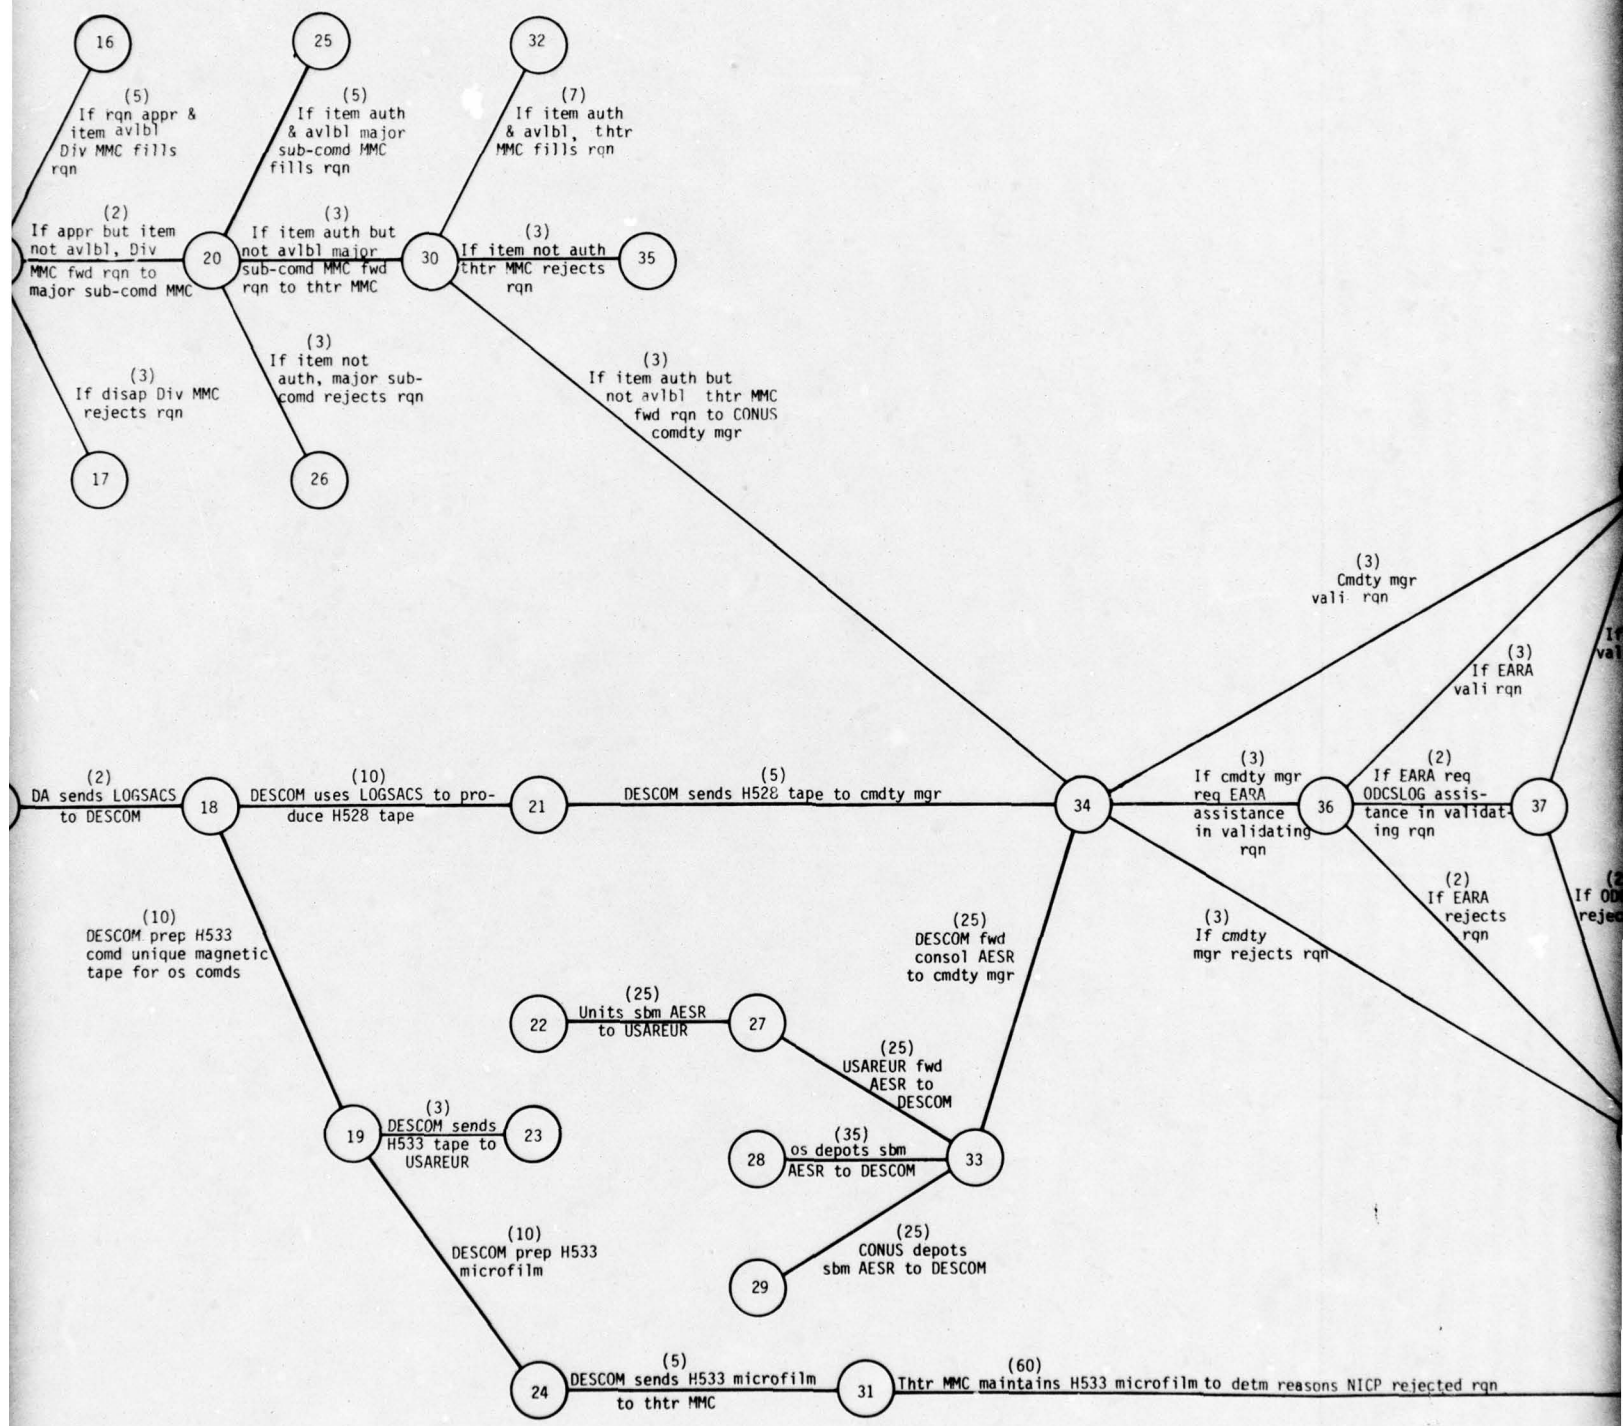 16
25
32
(5)
If rqn appr &
item avlbl
Div MMC fills
rqn
(5)
If item auth
& avlbl major
sub-comd MMC
fills rqn
(7)
If item auth
& avlbl, thtr
MMC fills rqn
(2)
If appr but item
not avlbl, Div
MMC fwd rqn to
major sub-comd MMC
20
(3)
If item auth but
not avlbl major
sub-comd MMC fwd
rqn to thtr MMC
30
(3)
If item not auth
thtr MMC rejects
rqn
35
(3)
If disap Div MMC
rejects rqn
(3)
If item not
auth, major sub-
comd rejects rqn
(3)
If item auth but
not avlbl thtr MMC
fwd rqn to CONUS
comdty mgr
17
26
(3)
Cmdty mgr
vali rqn
(3)
If EARA
vali rqn
If
val
(2)
DA sends LOGSACS
to DESCOM
18
(10)
DESCOM uses LOGSACS to pro-
duce H528 tape
21
(5)
DESCOM sends H528 tape to cmdty mgr
34
(3)
If cmdty mgr
req EARA
assistance
in validating
rqn
36
(2)
If EARA req
ODCSLOG assis-
tance in validat-
ing rqn
37
(10)
DESCOM prep H533
comd unique magnetic
tape for os comds
(25)
DESCOM fwd
consol AESR
to cmdty mgr
(3)
If cmdty
mgr rejects rqn
(2)
If EARA
rejects
rqn
(2
If OD
rejec
22
(25)
Units sbm AESR
to USAREUR
27
(25)
USAREUR fwd
AESR to
DESCOM
19
(3)
DESCOM sends
H533 tape to
USAREUR
23
28
(35)
os depots sbm
AESR to DESCOM
33
(10)
DESCOM prep H533
microfilm
(25)
CONUS depots
sbm AESR to DESCOM
29
24
(5)
DESCOM sends H533 microfilm
to thtr MMC
31
(60)
Thtr MMC maintains H533 microfilm to detm reasons NICP rejected rqn